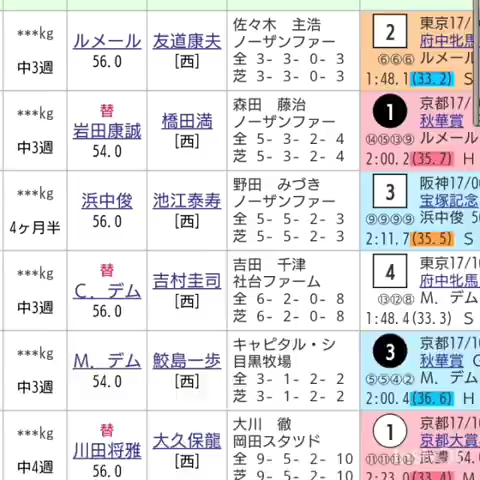 ***kg
中3週
ルメール
56.0
友道康夫
[西]
佐々木 主浩
ノーザンファー
全 3- 3- 0- 3
芝 3- 3- 0- 3
2
東京17/
府中牝馬
⑥⑥⑥ ルメール
1:48.1(33.2) S
***kg
中3週
替
岩田康誠
54.0
橋田満
[西]
森田 藤治
ノーザンファー
全 5- 3- 2- 4
芝 5- 3- 2- 4
1
京都17/
秋華賞
⑭⑮⑬⑨ ルメール
2:00.2(35.7) H
***kg
4ヶ月半
浜中俊
56.0
池江泰寿
[西]
野田 みづき
ノーザンファー
全 5- 5- 2- 3
芝 5- 5- 2- 3
3
阪神17/0
宝塚記念
⑨⑨⑨⑨ 浜中俊 5
2:11.7(35.5) S
***kg
中3週
替
C.デム
56.0
吉村圭司
[西]
吉田 千津
社台ファーム
全 6- 2- 0- 8
芝 6- 2- 0- 8
4
東京17/1
府中牝馬
⑬⑫⑧ M.デム
1:48.4(33.3) S
***kg
中3週
M.デム
54.0
鮫島一歩
[西]
キャピタル・シ
目黒牧場
全 3- 1- 2- 2
芝 3- 1- 2- 2
3
京都17/1
秋華賞 G
⑤⑤④② M.デム
2:00.4(36.6) H
***kg
中4週
替
川田将雅
56.0
大久保龍
[西]
大川 徹
岡田スタツド
全 9- 5- 2- 10
芝 9- 5- 2- 10
1
京都17/1
京都大賞
武豊 54.
2:23.0(33.4)